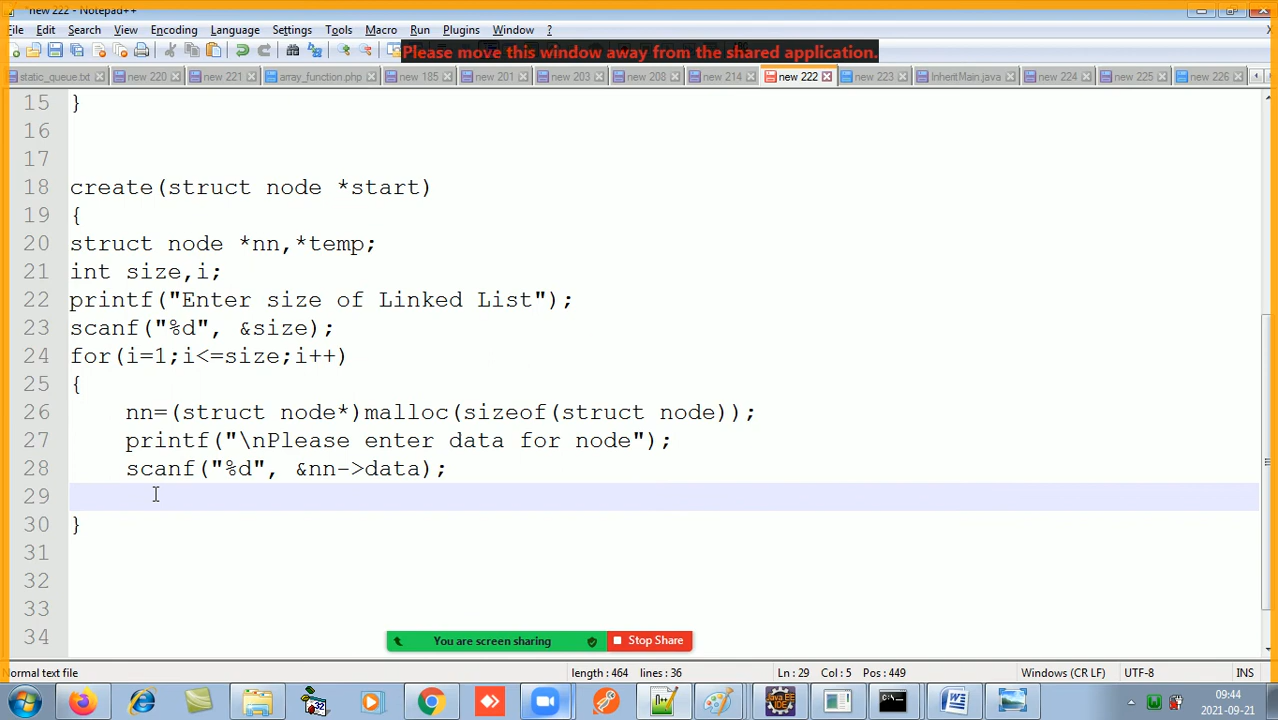 *new 222 - Notepad++
File Edit Search View Encoding Language Settings Tools Macro Run Plugins Window ?
Please move this window away from the shared application.
static_queue.txt new 220 new 221 array_function.php new 185 new 201 new 203 new 208 new 214 new 222 new 223 InheritMain.java new 224 new 225 new 226
15 }
16
17
18 create(struct node *start)
19 {
20 struct node *nn,*temp;
21 int size,i;
22 printf("Enter size of Linked List");
23 scanf("%d", &size);
24 for(i=1;i<=size;i++)
25 {
26 nn=(struct node*)malloc(sizeof(struct node));
27 printf("\nPlease enter data for node");
28 scanf("%d", &nn->data);
29
30 }
31
32
33
34
You are screen sharing Stop Share
Normal text file length : 464 lines : 36 Ln : 29 Col : 5 Pos : 449 Windows (CR LF) UTF-8 INS
09:44
2021-09-21